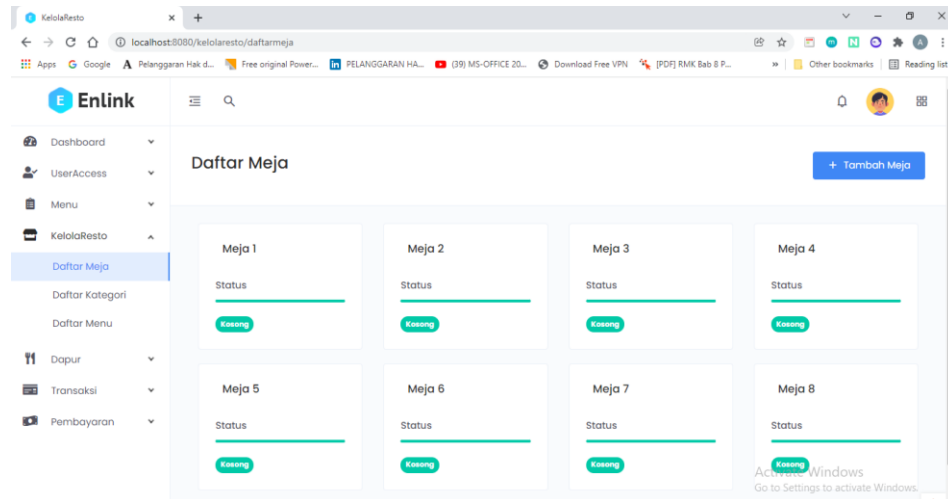 KelolaResto
localhost:8080/kelolaresto/daftarmeja
Apps G Google A Pelanggaran Hak d... Free original Power... in PELANGGARAN HA... (39) MS-OFFICE 20... Download Free VPN [PDF] RMK Bab 8 P... » Other bookmarks Reading list
E Enlink
Dashboard
UserAccess
Menu
KelolaResto
Daftar Meja
Daftar Kategori
Daftar Menu
Dapur
Transaksi
Pembayaran
Daftar Meja
+ Tambah Meja
Meja 1 Meja 2 Meja 3 Meja 4
Status Status Status Status
Kosong Kosong Kosong Kosong
Meja 5 Meja 6 Meja 7 Meja 8
Status Status Status Status
Kosong Kosong Kosong Kosong
Activate Windows
Go to Settings to activate Windows.